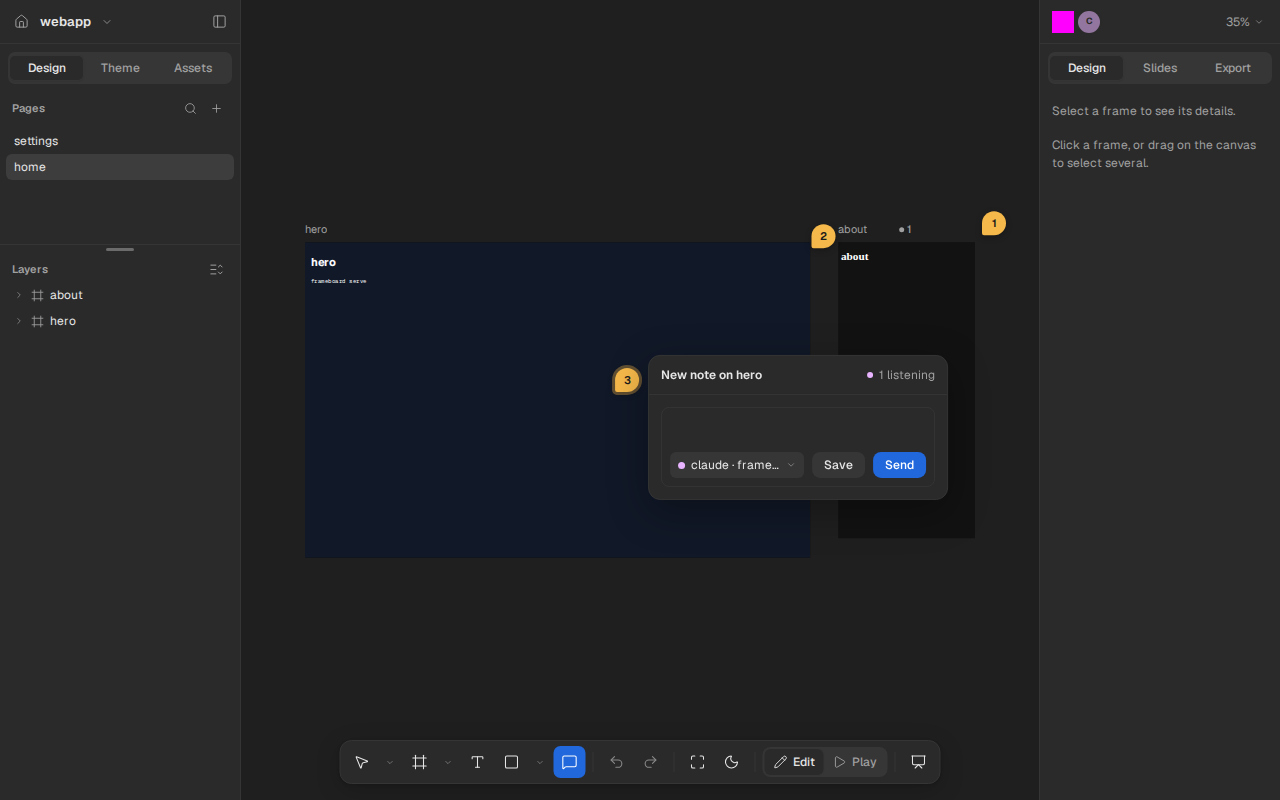 webapp
Design Theme Assets
Pages
settings
home
Layers
about
hero
hero
about 1
1
2
hero
frameboard serve
about
3
New note on hero
1 listening
claude · frame…
Save
Send
Edit
Play
C
35%
Design Slides Export
Select a frame to see its details.
Click a frame, or drag on the canvas
to select several.